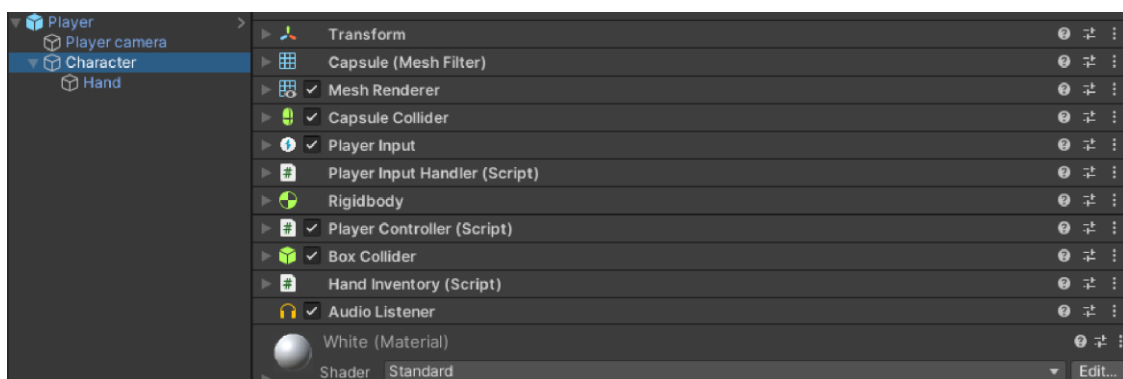 Player
Player camera
Character
Hand
Transform
Capsule (Mesh Filter)
Mesh Renderer
Capsule Collider
Player Input
Player Input Handler (Script)
Rigidbody
Player Controller (Script)
Box Collider
Hand Inventory (Script)
Audio Listener
White (Material)
Shader Standard Edit...